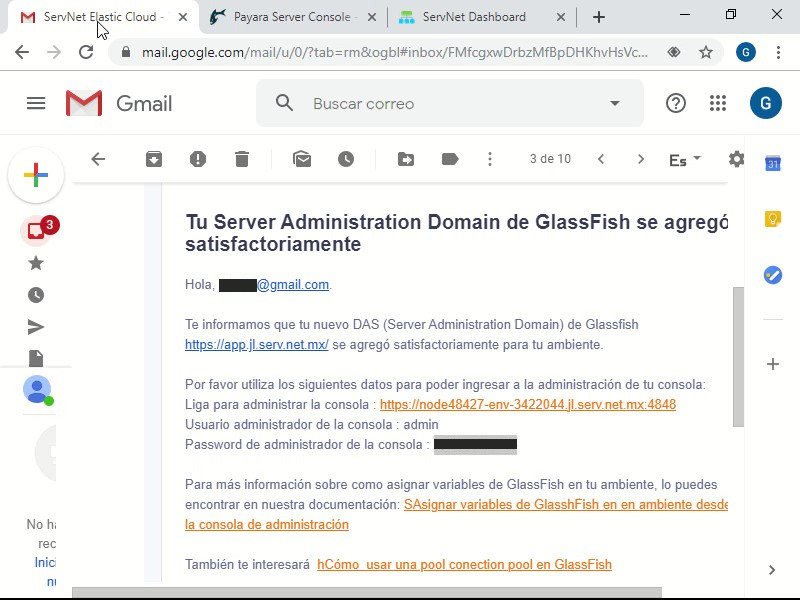 ServNet Elastic Cloud -
Payara Server Console -
ServNet Dashboard
mail.google.com/mail/u/0/?tab=rm&ogbl#inbox/FMfcgxwDrbzMfBpDHKhvHsVc...
G
Gmail
Buscar correo
G
3 de 10
Es
31
3
Tu Server Administration Domain de GlassFish se agregó
satisfactoriamente
Hola, @gmail.com.
Te informamos que tu nuevo DAS (Server Administration Domain) de Glassfish
https://app.jl.serv.net.mx/ se agregó satisfactoriamente para tu ambiente.
Por favor utiliza los siguientes datos para poder ingresar a la administración de tu consola:
Liga para administrar la consola : https://node48427-env-3422044.jl.serv.net.mx:4848
Usuario administrador de la consola : admin
Password de administrador de la consola :
Para más información sobre como asignar variables de GlassFish en tu ambiente, lo puedes
encontrar en nuestra documentación: SAsignar variables de GlasshFish en en ambiente desde
la consola de administración
También te interesará hCómo usar una pool conection pool en GlassFish
No ha
rec
Inici
nu